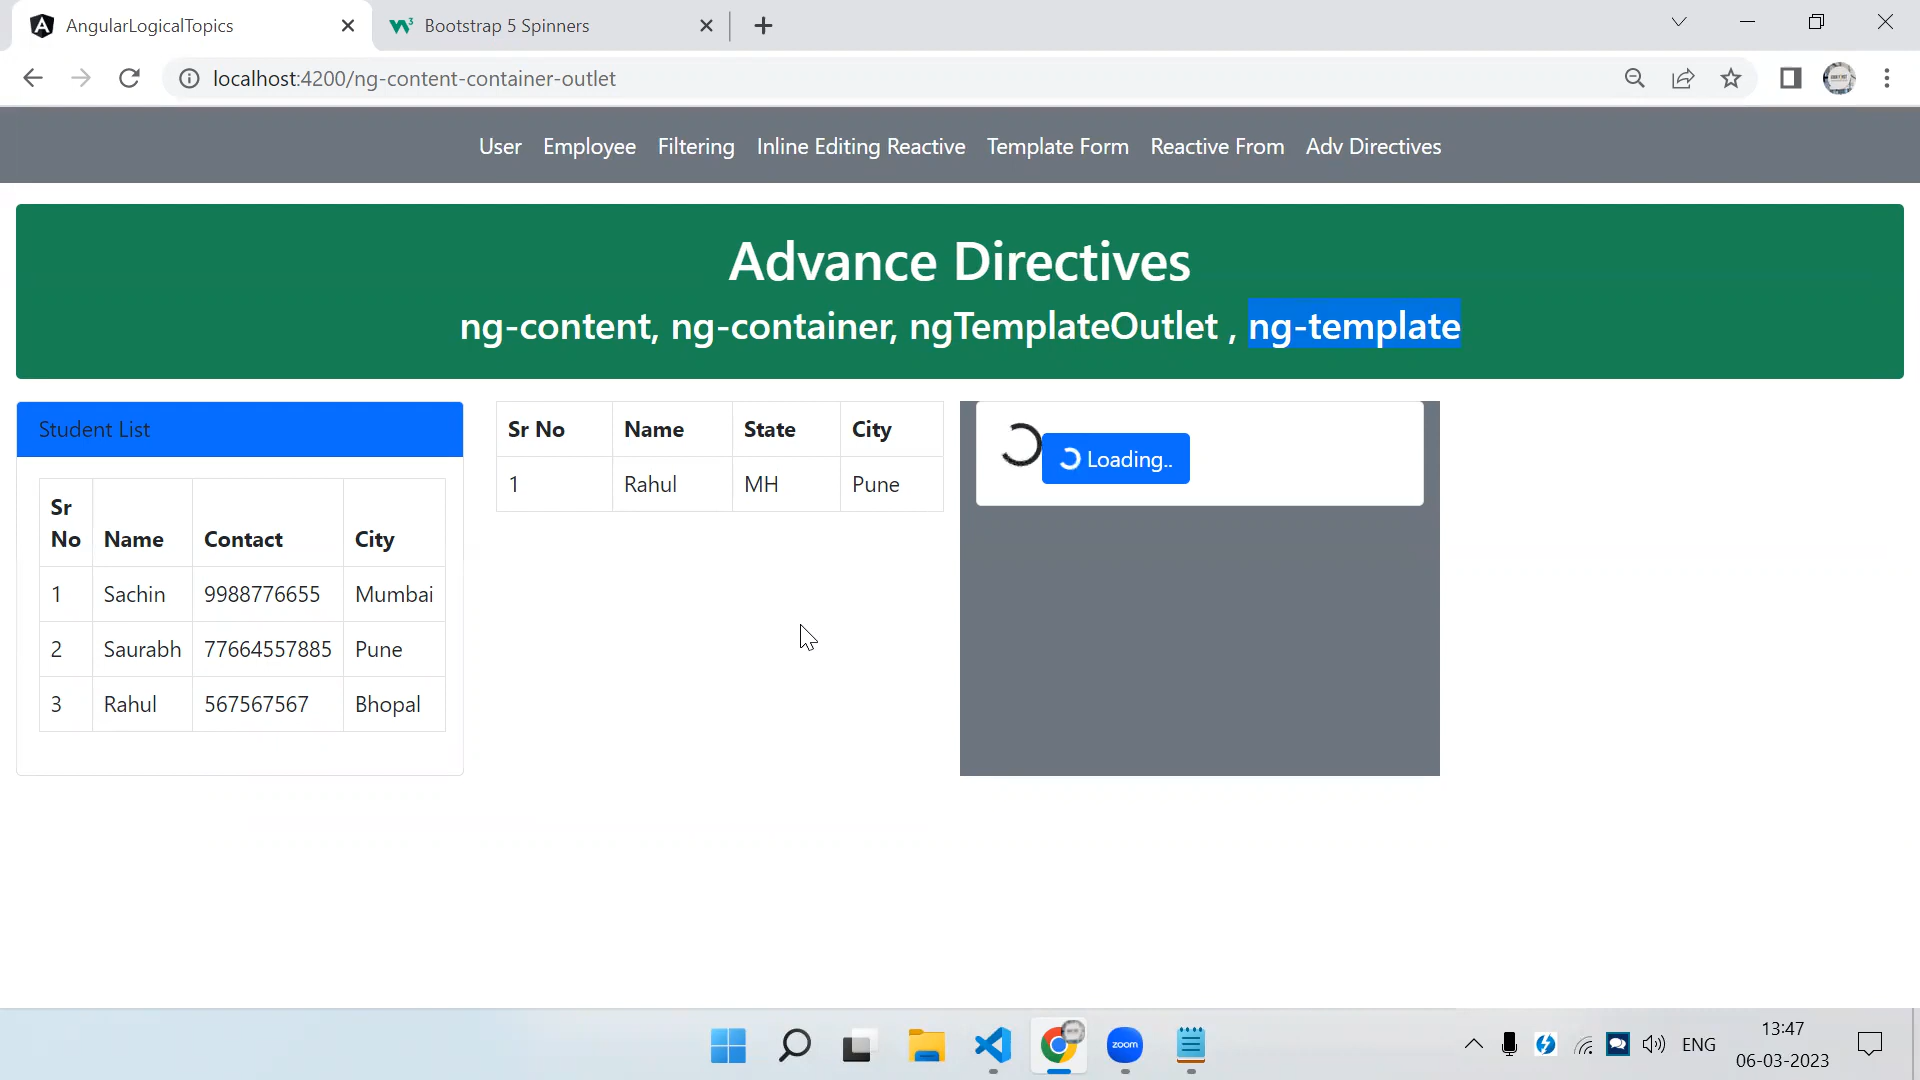 AngularLogicalTopics
Bootstrap 5 Spinners
localhost:4200/ng-content-container-outlet
User Employee Filtering Inline Editing Reactive Template Form Reactive From Adv Directives
Advance Directives
ng-content, ng-container, ngTemplateOutlet , ng-template
Student List
Sr No Name Contact City
1 Sachin 9988776655 Mumbai
2 Saurabh 77664557885 Pune
3 Rahul 567567567 Bhopal
Sr No Name State City
1 Rahul MH Pune
Loading..
zoom
ENG
13:47
06-03-2023